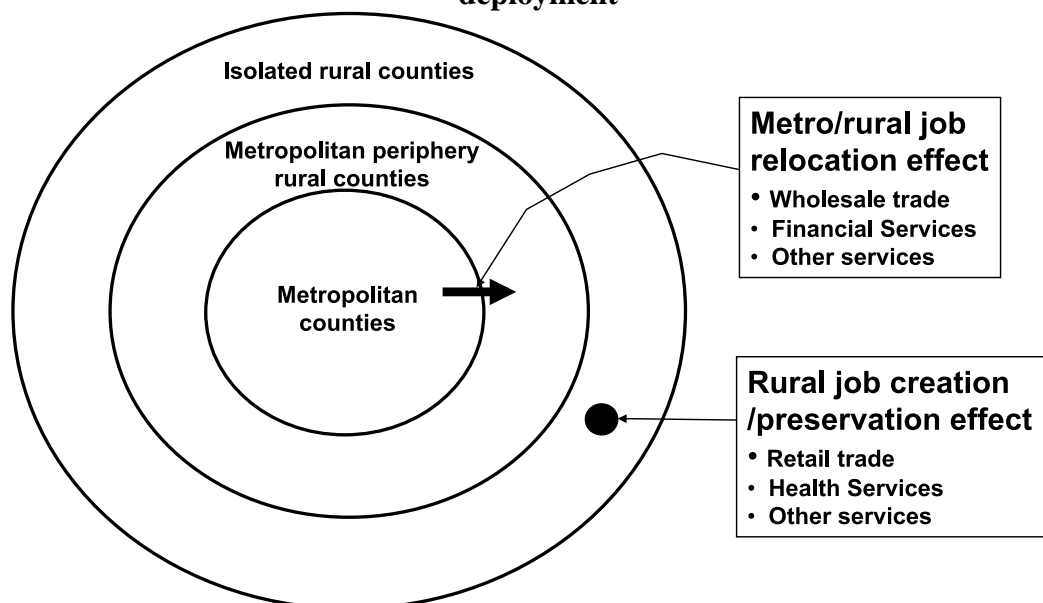 deployment
Isolated rural counties
Metropolitan periphery
rural counties
Metropolitan
counties
Metro/rural job
relocation effect
• Wholesale trade
• Financial Services
• Other services
Rural job creation
/preservation effect
• Retail trade
• Health Services
• Other services